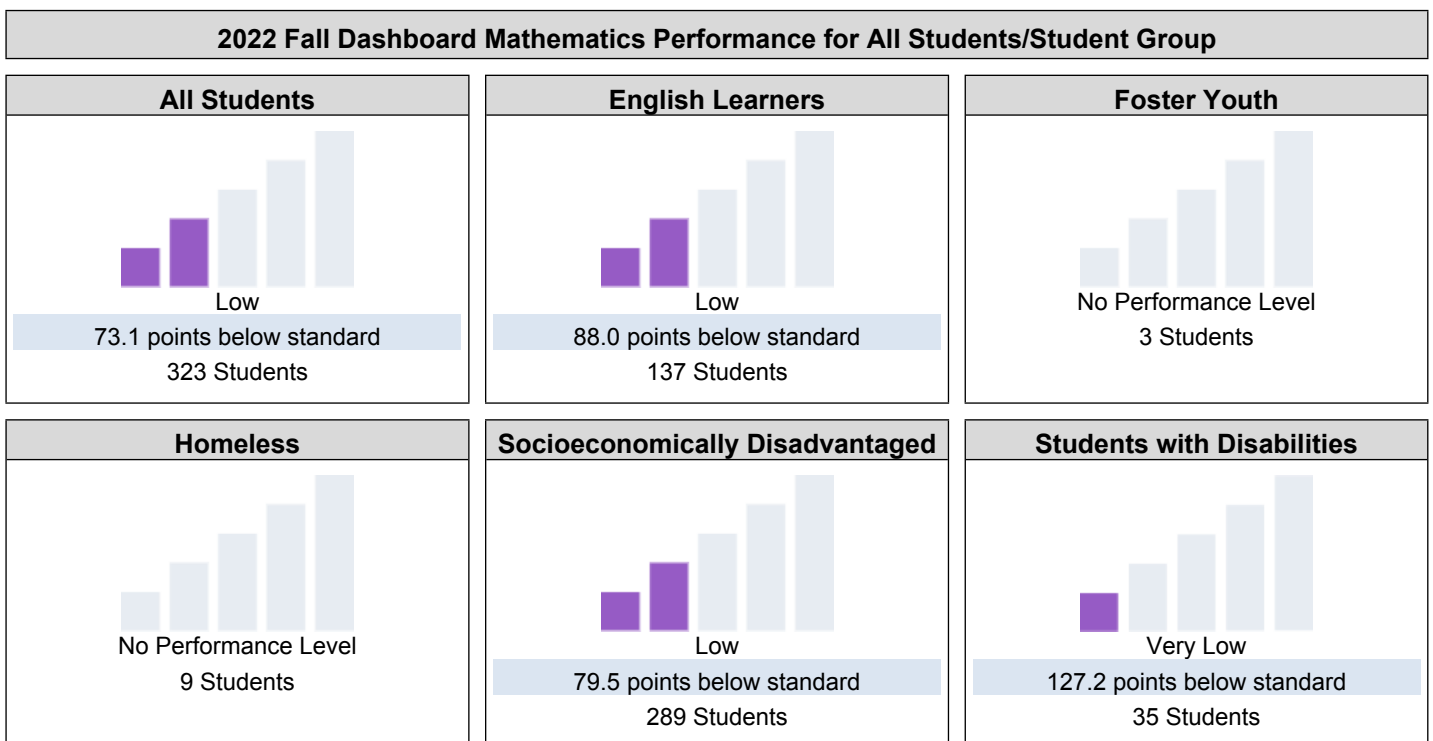 2022 Fall Dashboard Mathematics Performance for All Students/Student Group
All Students
Low
73.1 points below standard
323 Students
English Learners
Low
88.0 points below standard
137 Students
Foster Youth
No Performance Level
3 Students
Homeless
No Performance Level
9 Students
Socioeconomically Disadvantaged
Low
79.5 points below standard
289 Students
Students with Disabilities
Very Low
127.2 points below standard
35 Students